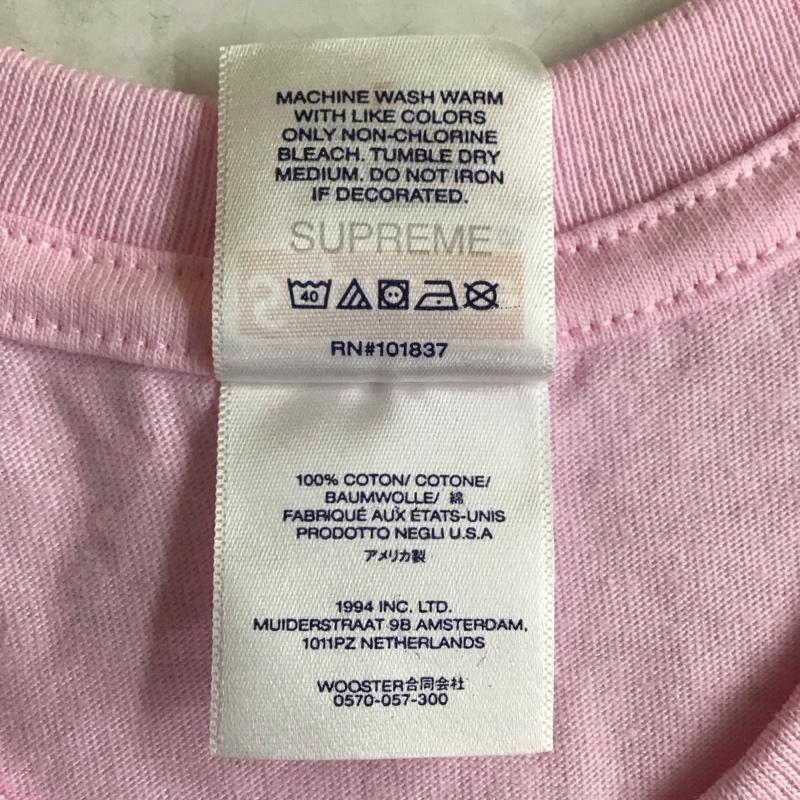 MACHINE WASH WARM
WITH LIKE COLORS
ONLY NON-CHLORINE
BLEACH. TUMBLE DRY
MEDIUM. DO NOT IRON
IF DECORATED.
SUPREME
40
RN#101837
100% COTON/ COTONE/
BAUMWOLLE/ 綿
FABRIQUÉ AUX ÉTATS-UNIS
PRODOTTO NEGLI U.S.A
アメリカ製
1994 INC. LTD.
MUIDERSTRAAT 9B AMSTERDAM,
1011PZ NETHERLANDS
WOOSTER合同会社
0570-057-300